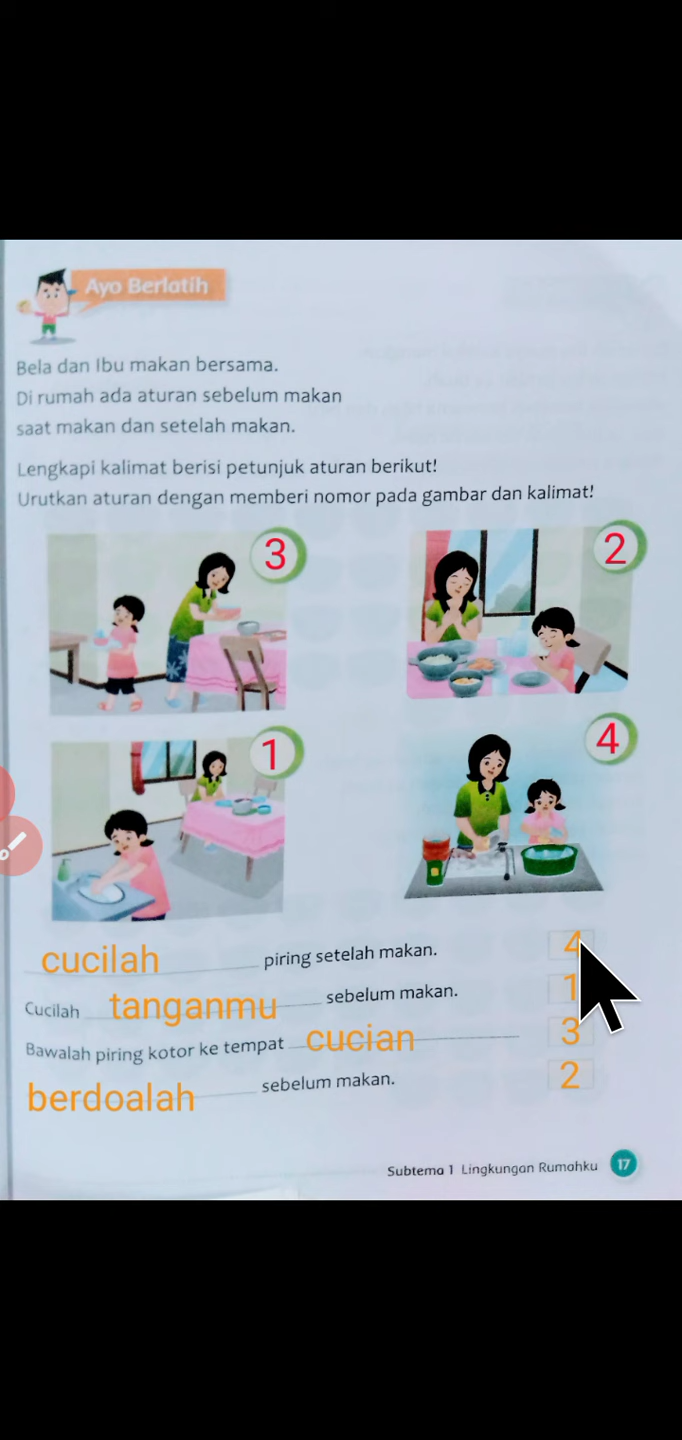 Ayo Berlatih
Bela dan Ibu makan bersama.
Di rumah ada aturan sebelum makan
saat makan dan setelah makan.
Lengkapi kalimat berisi petunjuk aturan berikut!
Urutkan aturan dengan memberi nomor pada gambar dan kalimat!
3
2
1
4
cucilah piring setelah makan. 4
Cucilah tanganmu sebelum makan. 1
Bawalah piring kotor ke tempat cucian 3
berdoalah sebelum makan. 2
Subtema 1 Lingkungan Rumahku 17